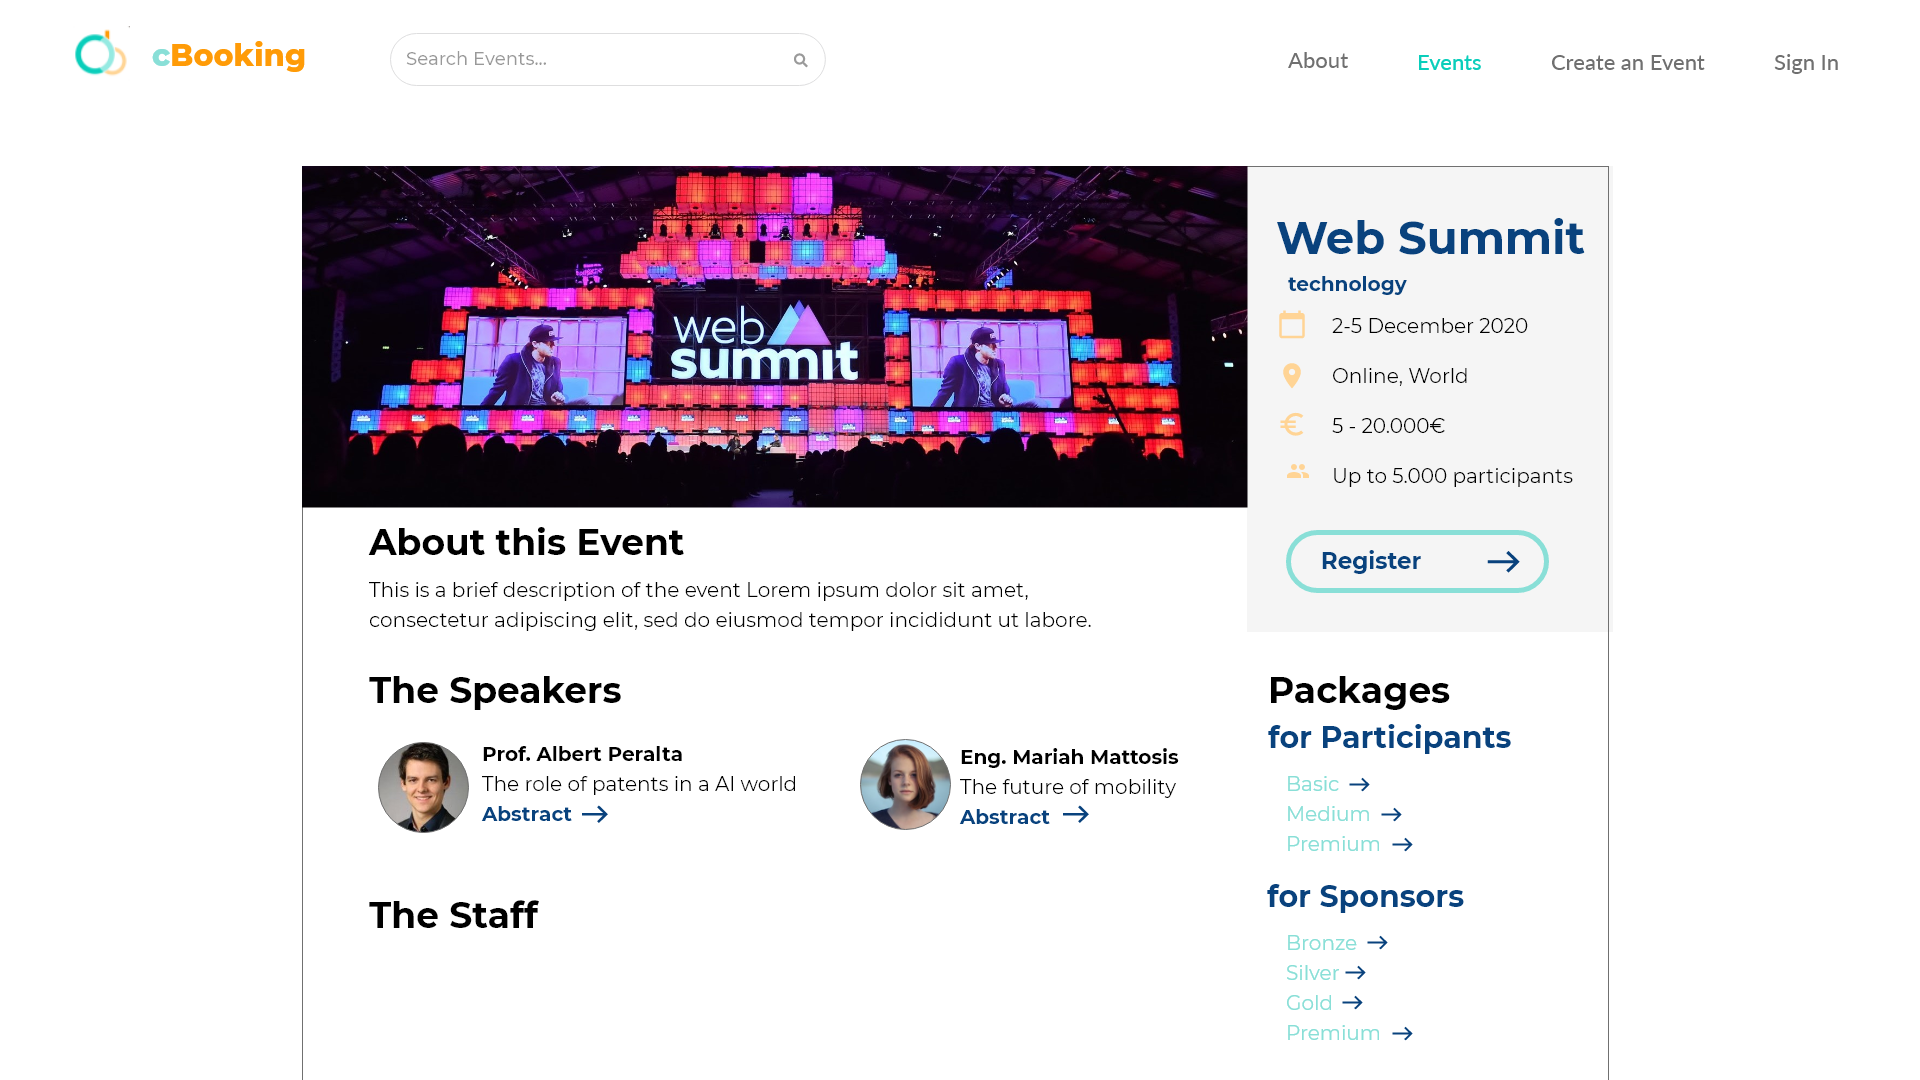 cBooking
Search Events...
About
Events
Create an Event
Sign In
web
summit
Web Summit
technology
2-5 December 2020
Online, World
5 - 20.000€
Up to 5.000 participants
Register
About this Event
This is a brief description of the event Lorem ipsum dolor sit amet,
consectetur adipiscing elit, sed do eiusmod tempor incididunt ut labore.
The Speakers
Prof. Albert Peralta
The role of patents in a AI world
Abstract
Eng. Mariah Mattosis
The future of mobility
Abstract
The Staff
Packages
for Participants
Basic
Medium
Premium
for Sponsors
Bronze
Silver
Gold
Premium